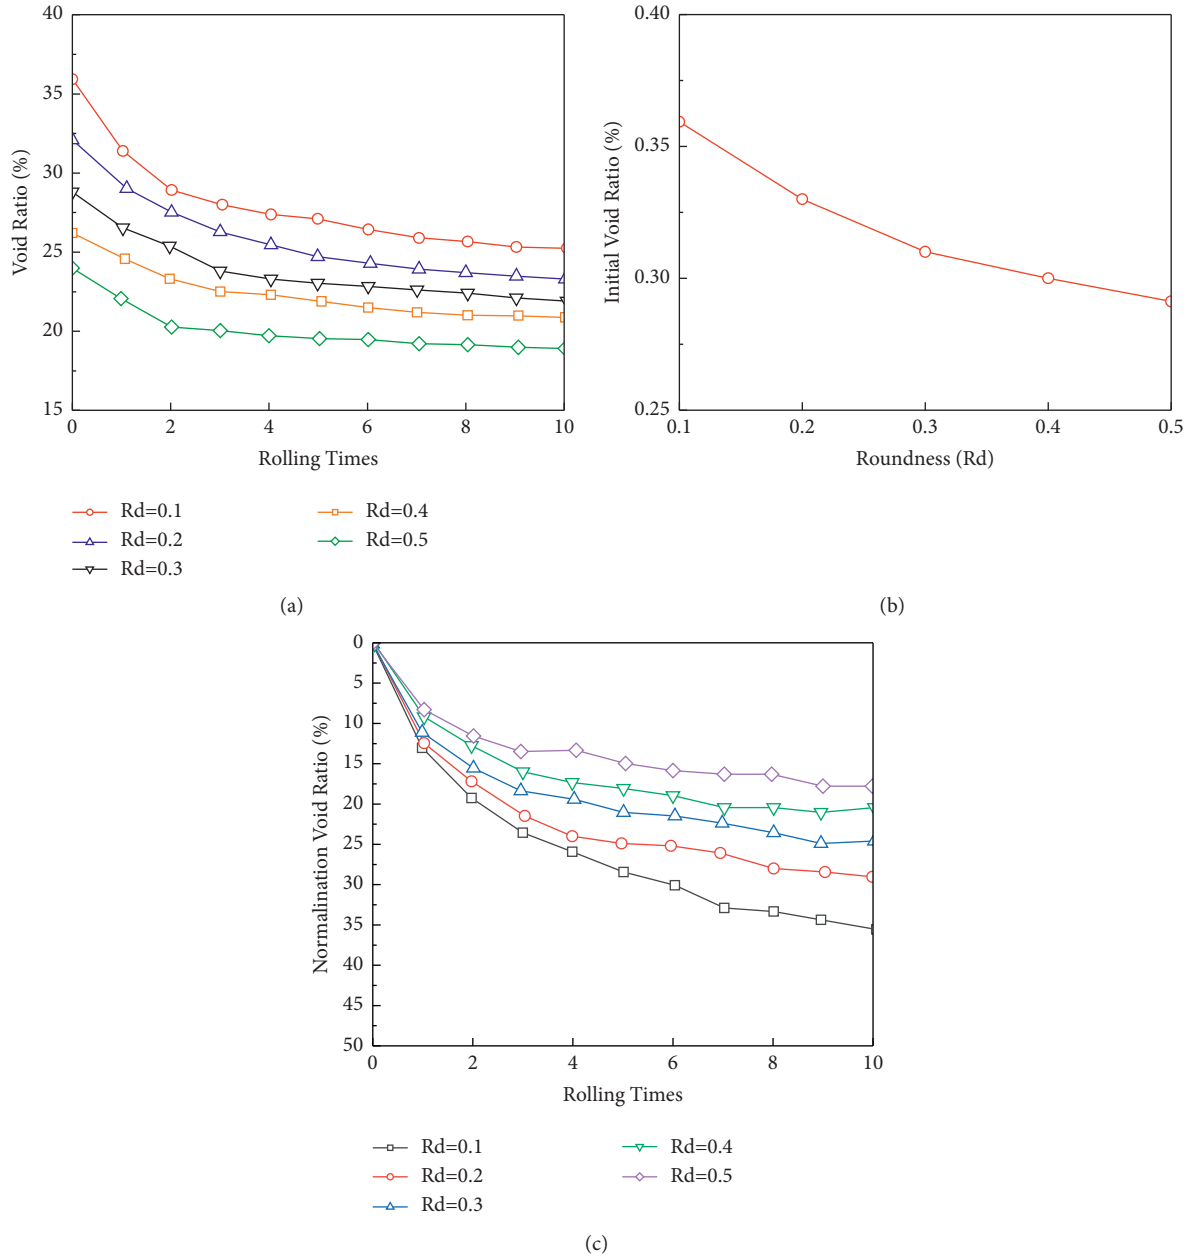 40
35
30
25
20
15
Void Ratio (%)
0 2 4 6 8 10
Rolling Times
Rd=0.1
Rd=0.2
Rd=0.3
Rd=0.4
Rd=0.5
(a)
0.40
0.35
0.30
0.25
Initial Void Ratio (%)
0.1 0.2 0.3 0.4 0.5
Roundness (Rd)
(b)
0
5
10
15
20
25
30
35
40
45
50
Normalination Void Ratio (%)
0 2 4 6 8 10
Rolling Times
Rd=0.1
Rd=0.2
Rd=0.3
Rd=0.4
Rd=0.5
(c)